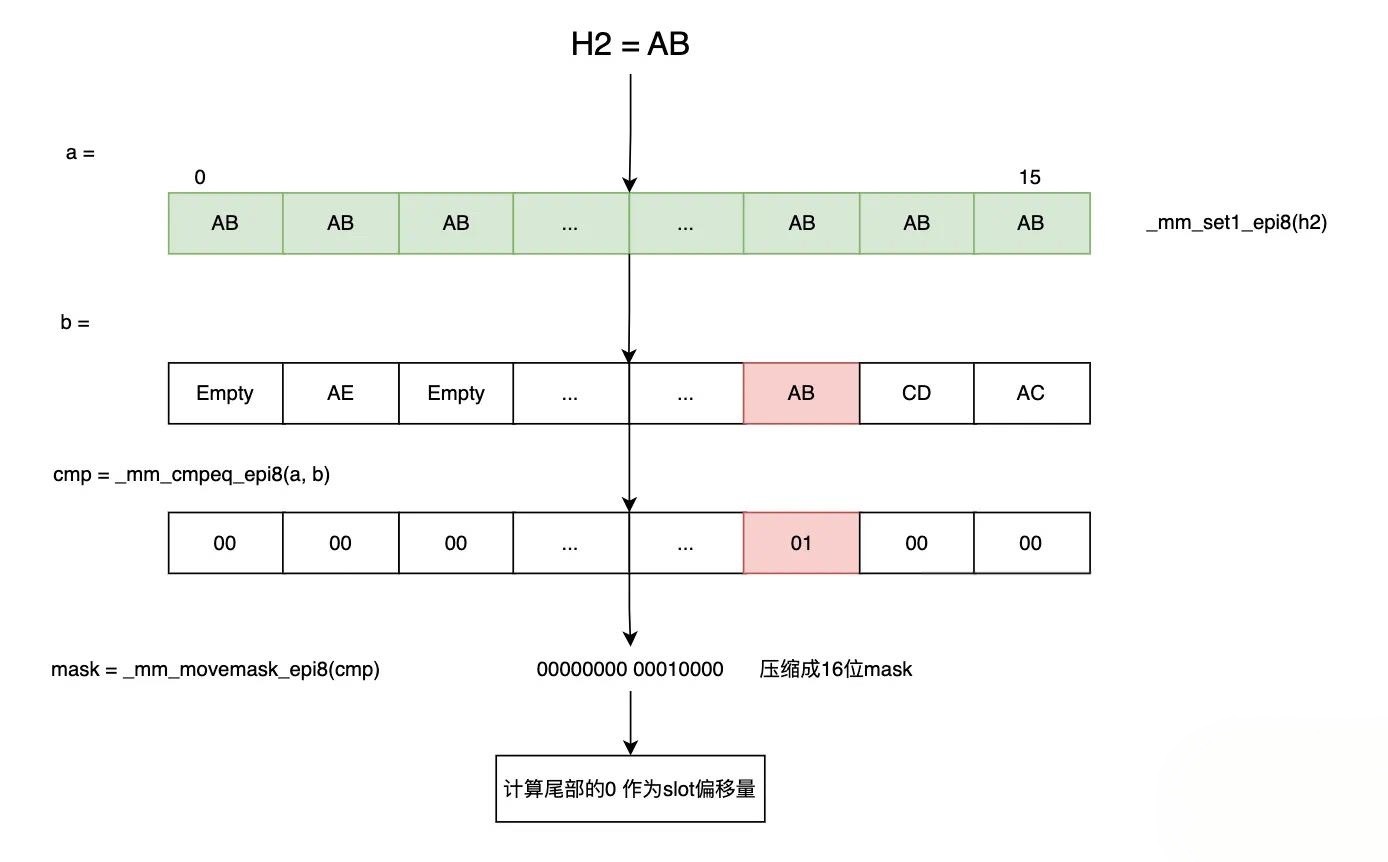 H2 = AB
a =
0 15
AB AB AB ... ... AB AB AB _mm_set1_epi8(h2)
b =
Empty AE Empty ... ... AB CD AC
cmp = _mm_cmpeq_epi8(a, b)
00 00 00 ... ... 01 00 00
mask = _mm_movemask_epi8(cmp) 00000000 00010000 压缩成16位mask
计算尾部的0 作为slot偏移量